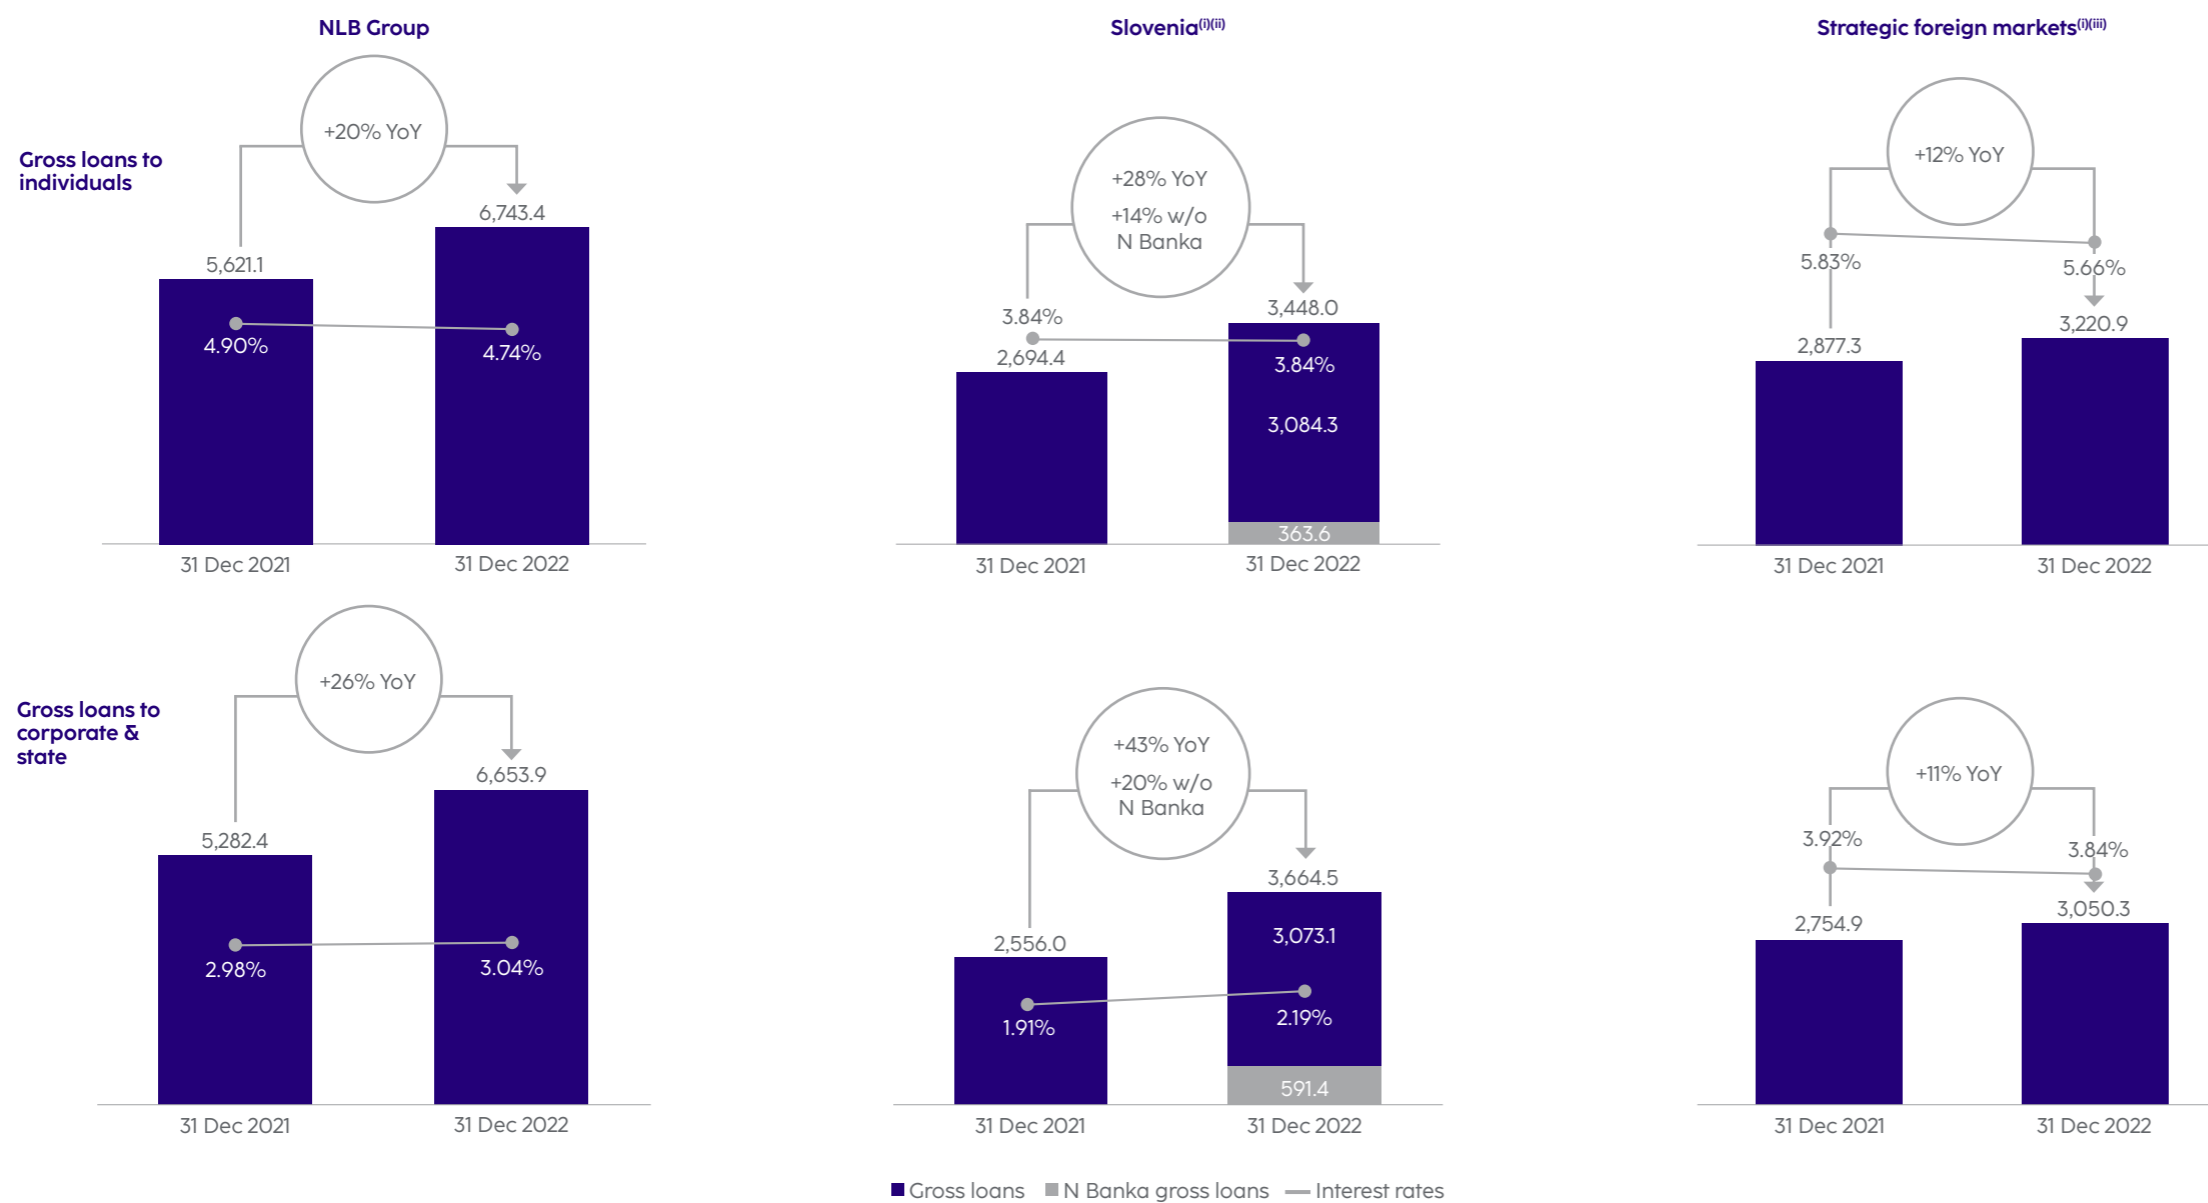 NLB Group
Slovenia(i)(ii)
Strategic foreign markets(i)(iii)
Gross loans to
individuals
+20% YoY
5,621.1
6,743.4
4.90%
4.74%
31 Dec 2021
31 Dec 2022
+28% YoY
+14% w/o
N Banka
3.84%
2,694.4
3,448.0
3.84%
3,084.3
363.6
31 Dec 2021
31 Dec 2022
+12% YoY
5.83%
5.66%
2,877.3
3,220.9
31 Dec 2021
31 Dec 2022
Gross loans to
corporate &
state
+26% YoY
5,282.4
6,653.9
2.98%
3.04%
31 Dec 2021
31 Dec 2022
+43% YoY
+20% w/o
N Banka
2,556.0
3,664.5
3,073.1
1.91%
2.19%
591.4
31 Dec 2021
31 Dec 2022
+11% YoY
3.92%
3.84%
2,754.9
3,050.3
31 Dec 2021
31 Dec 2022
Gross loans
N Banka gross loans
Interest rates